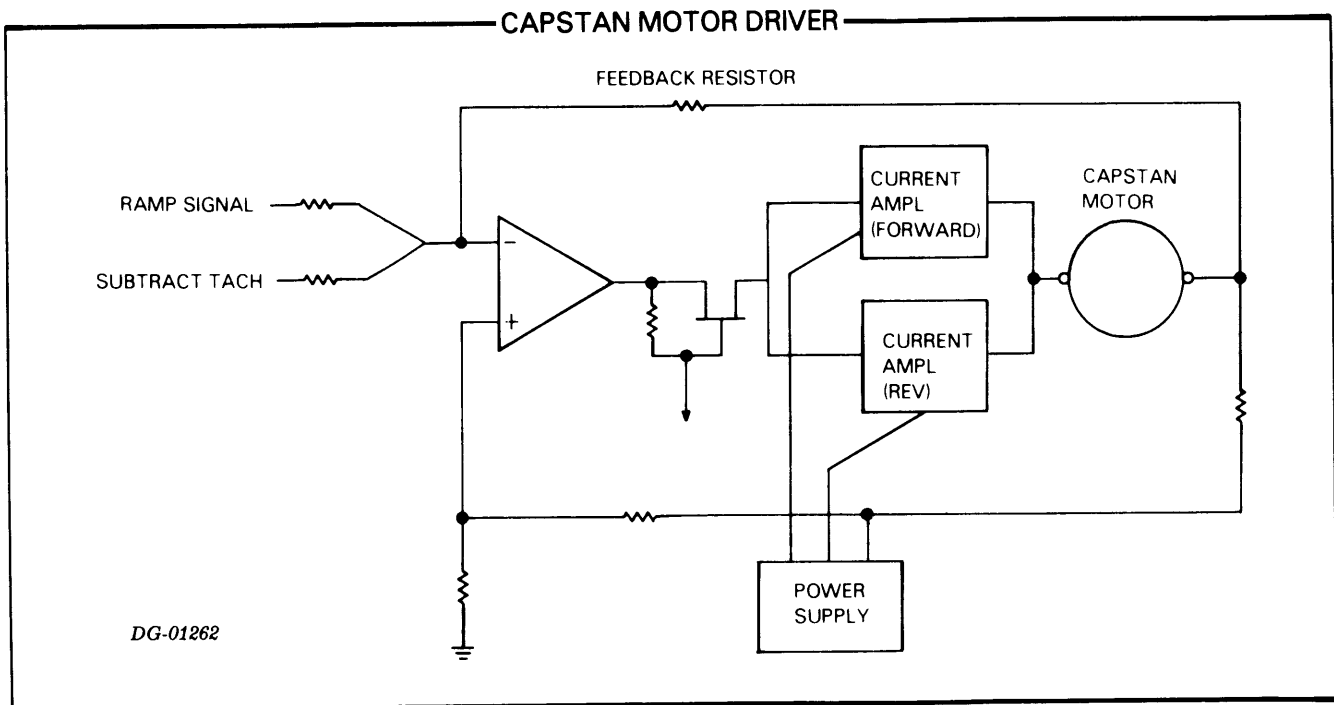 CAPSTAN MOTOR DRIVER
FEEDBACK RESISTOR
RAMP SIGNAL
SUBTRACT TACH
-
+
CURRENT
AMPL
(FORWARD)
CAPSTAN
MOTOR
CURRENT
AMPL
(REV)
POWER
SUPPLY
DG-01262